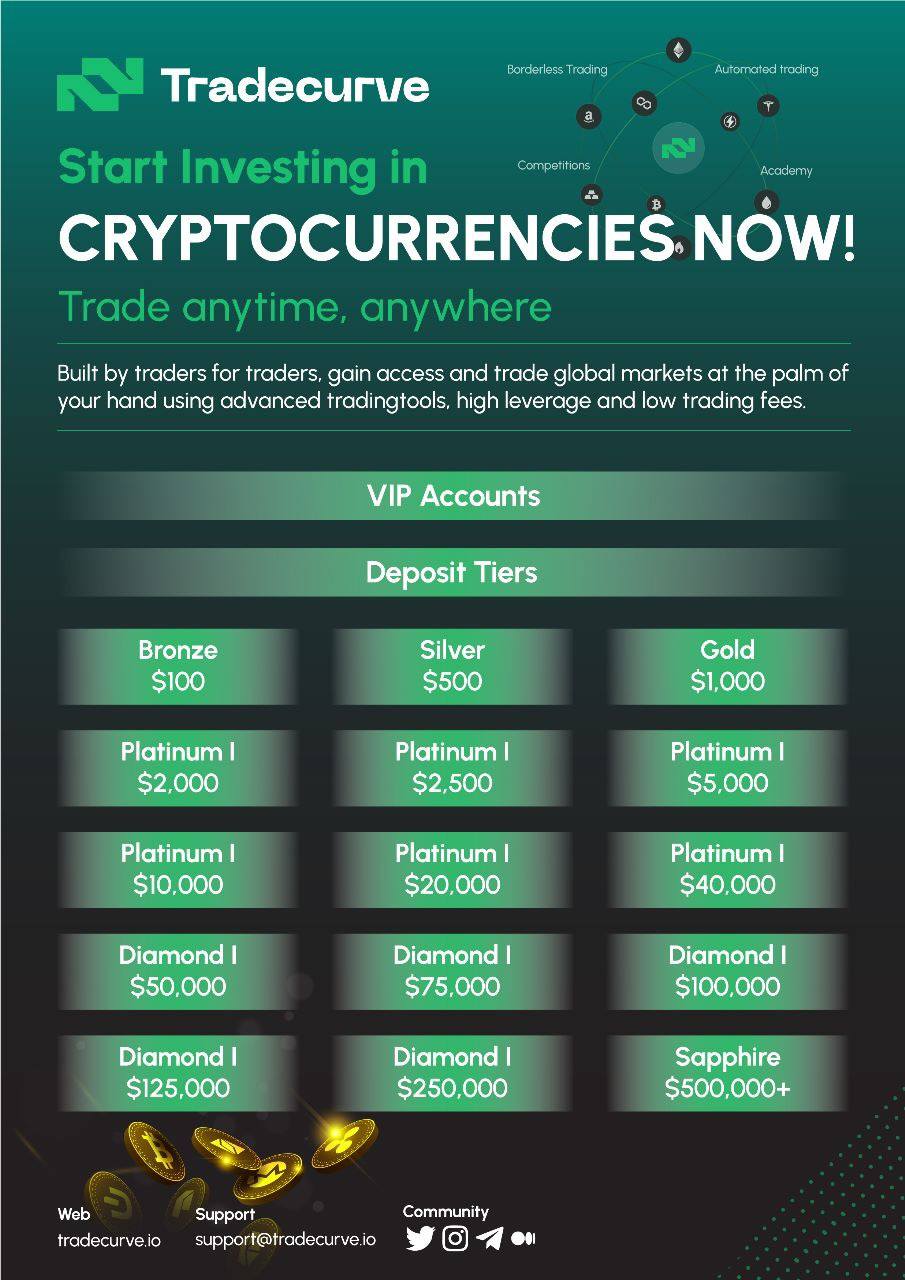 Tradecurve
Borderless Trading
Automated trading
Competitions
Academy
Start Investing in
CRYPTOCURRENCIES NOW!
Trade anytime, anywhere
Built by traders for traders, gain access and trade global markets at the palm of
your hand using advanced tradingtools, high leverage and low trading fees.
VIP Accounts
Deposit Tiers
Bronze
$100
Silver
$500
Gold
$1,000
Platinum I
$2,000
Platinum I
$2,500
Platinum I
$5,000
Platinum I
$10,000
Platinum I
$20,000
Platinum I
$40,000
Diamond I
$50,000
Diamond I
$75,000
Diamond I
$100,000
Diamond I
$125,000
Diamond I
$250,000
Sapphire
$500,000+
Web
tradecurve.io
Support
support@tradecurve.io
Community